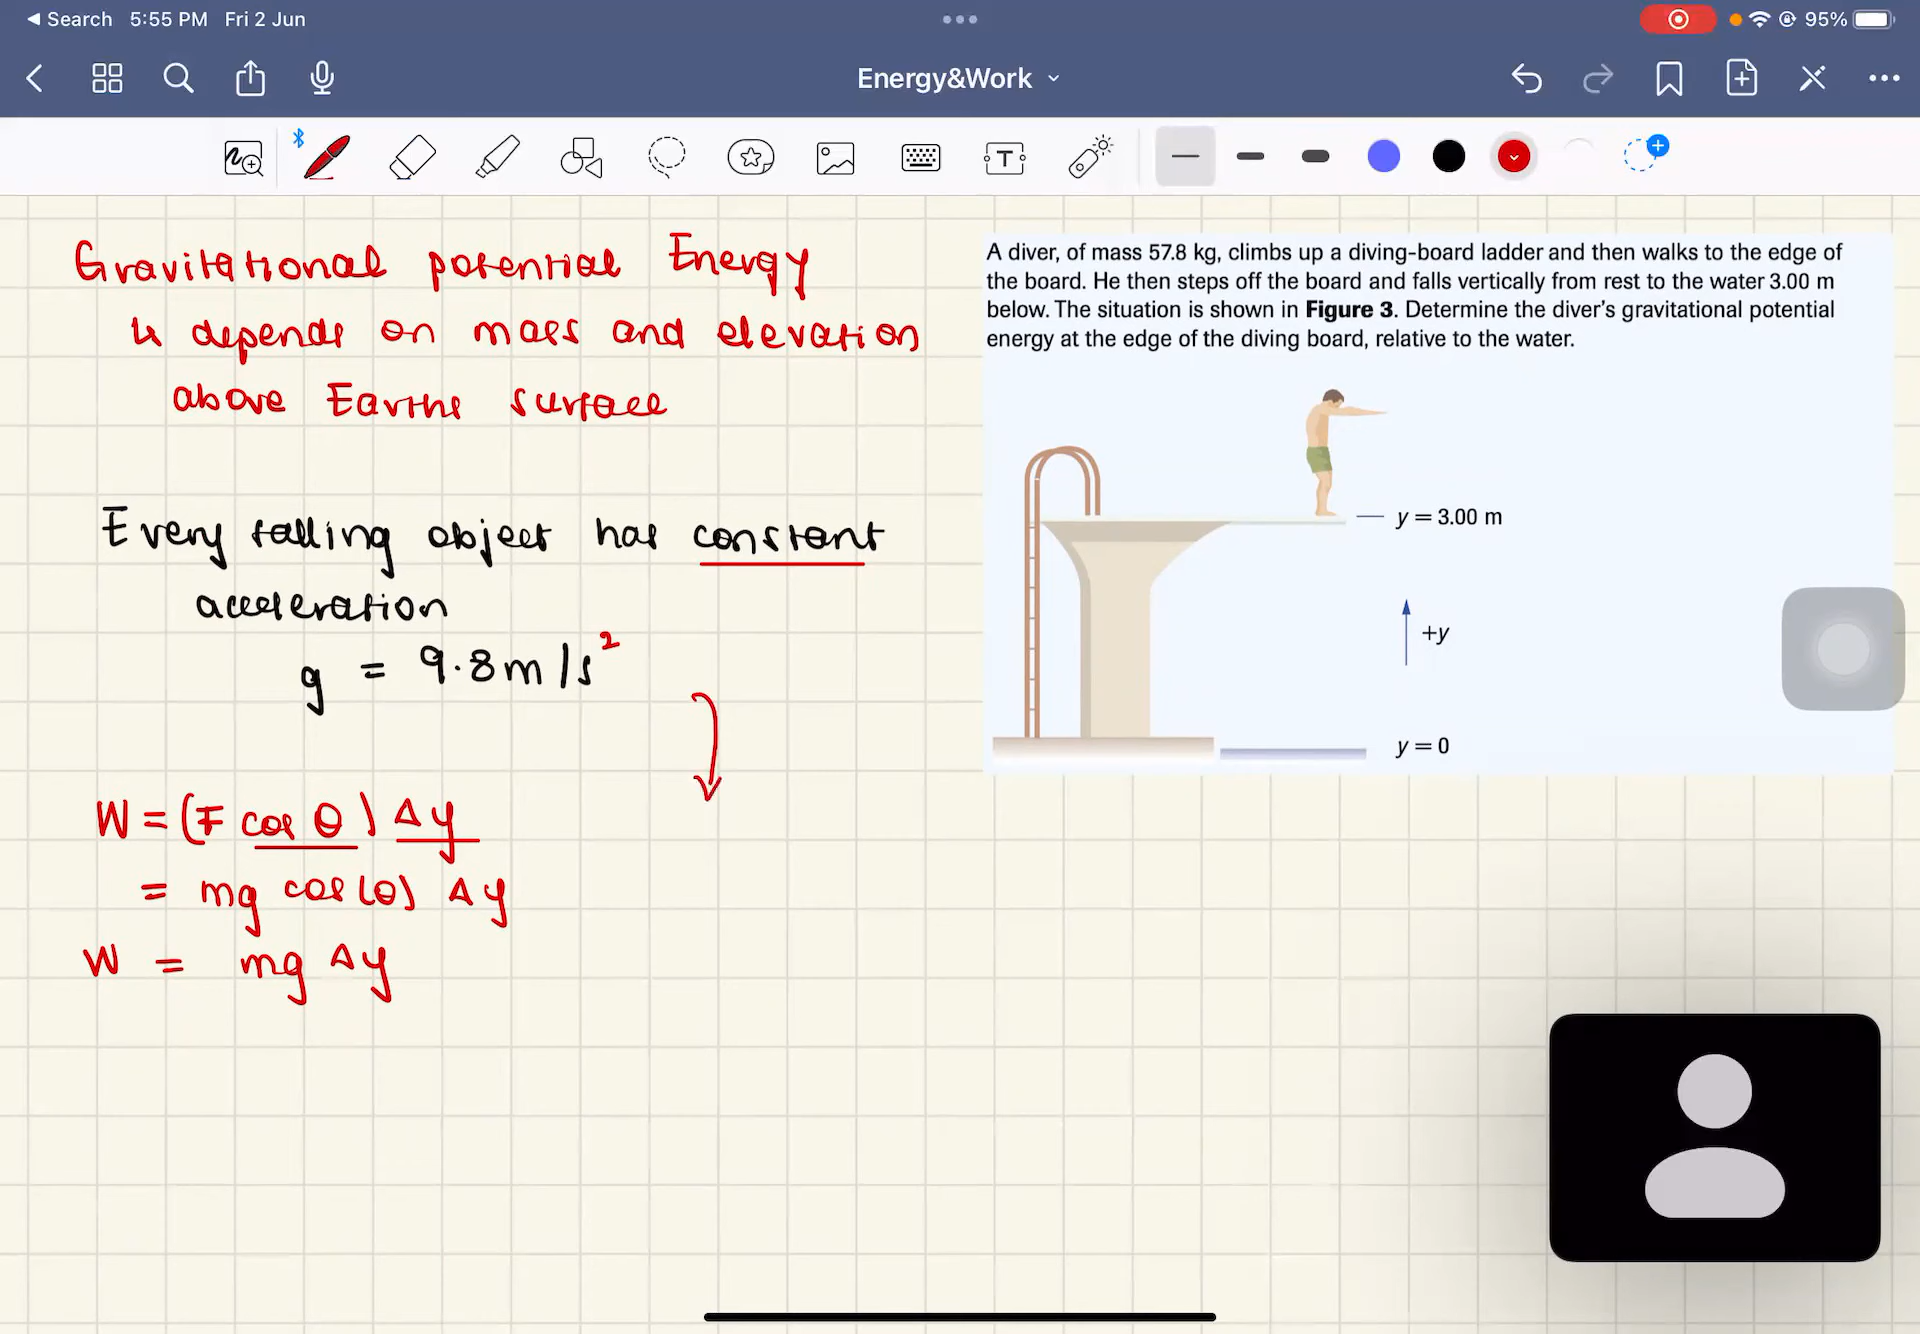 Search 5:55 PM Fri 2 Jun
95%
Energy&Work
T
Gravitational potential Energy
↳ depends on mass and elevation
above Earths surface
Every falling object has constant
acceleration
g = 9.8m/s²
W = (F cos θ) Δy
= mg cos(0) Δy
W = mg Δy
A diver, of mass 57.8 kg, climbs up a diving-board ladder and then walks to the edge of
the board. He then steps off the board and falls vertically from rest to the water 3.00 m
below. The situation is shown in Figure 3. Determine the diver's gravitational potential
energy at the edge of the diving board, relative to the water.
y = 3.00 m
+y
y = 0